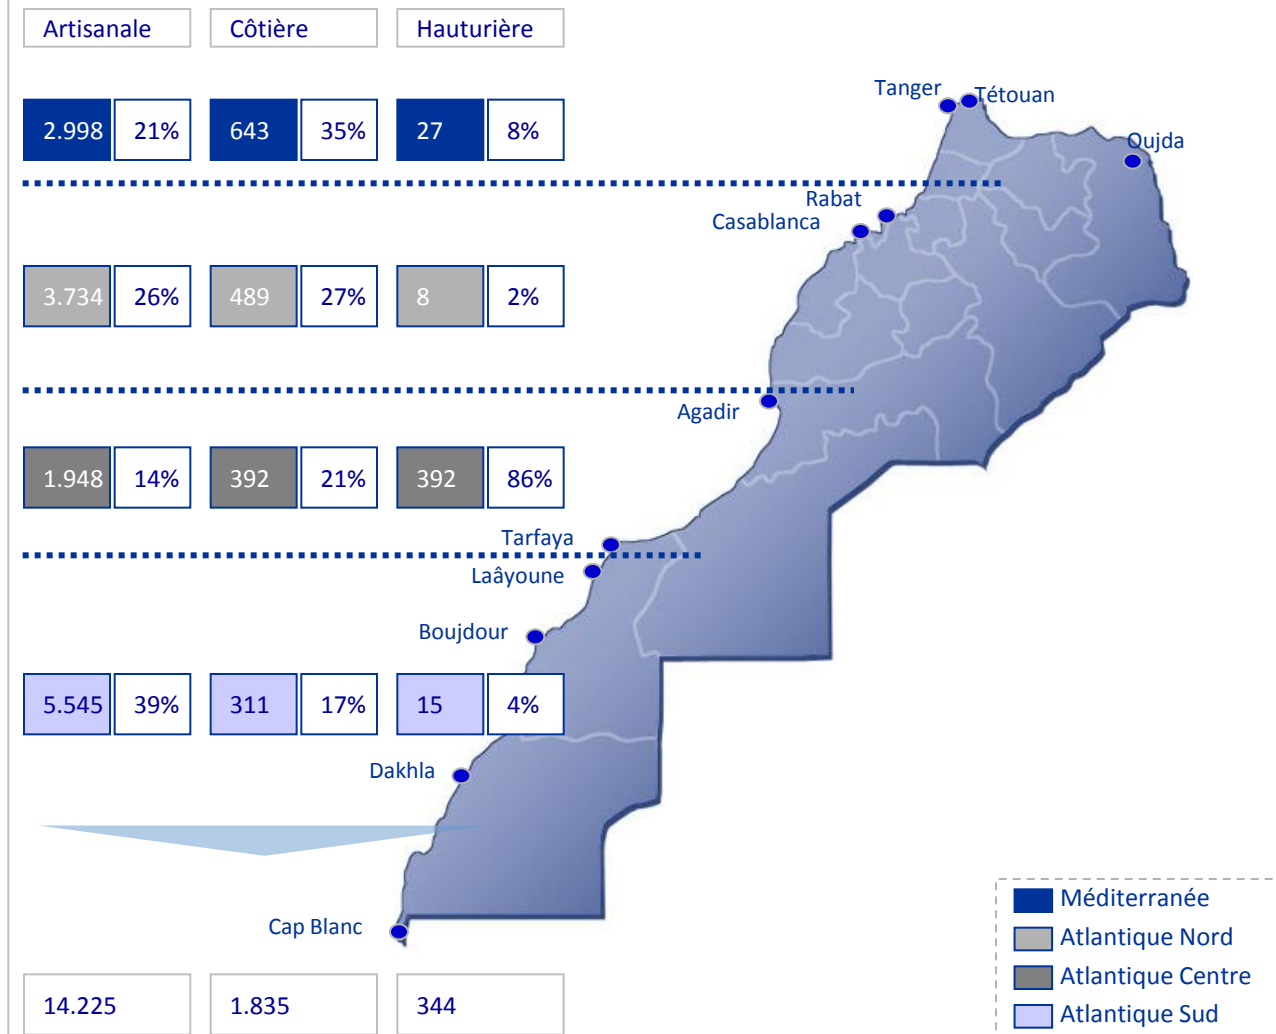 Artisanale Côtière Hauturière
Tanger Tétouan
2.998 21% 643 35% 27 8%
Oujda
Rabat
Casablanca
3.734 26% 489 27% 8 2%
Agadir
1.948 14% 392 21% 392 86%
Tarfaya
Laâyoune
Boujdour
5.545 39% 311 17% 15 4%
Dakhla
Cap Blanc
14.225 1.835 344
Méditerranée
Atlantique Nord
Atlantique Centre
Atlantique Sud